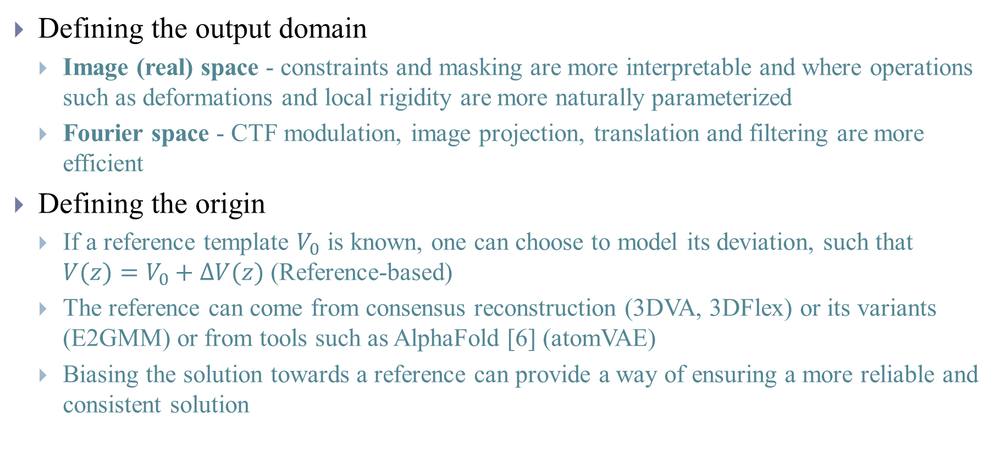 Defining the output domain
Image (real) space - constraints and masking are more interpretable and where operations
such as deformations and local rigidity are more naturally parameterized
Fourier space - CTF modulation, image projection, translation and filtering are more
efficient
Defining the origin
If a reference template V₀ is known, one can choose to model its deviation, such that
V(z) = V₀ + ΔV(z) (Reference-based)
The reference can come from consensus reconstruction (3DVA, 3DFlex) or its variants
(E2GMM) or from tools such as AlphaFold [6] (atomVAE)
Biasing the solution towards a reference can provide a way of ensuring a more reliable and
consistent solution